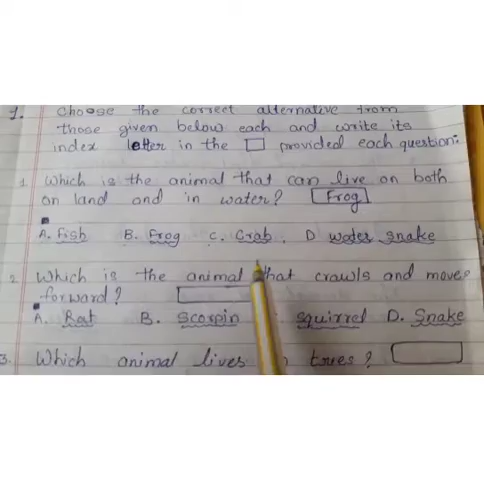 1. Choose the correct alternative from
those given below each and write its
index letter in the provided each question:
1. Which is the animal that can live on both
on land and in water? Frog
A. Fish B. Frog C. Crab. D water snake
2. Which is the animal that crawls and moves
forward?
A. Rat B. Scorpin squirrel D. Snake
3. Which animal lives trees?